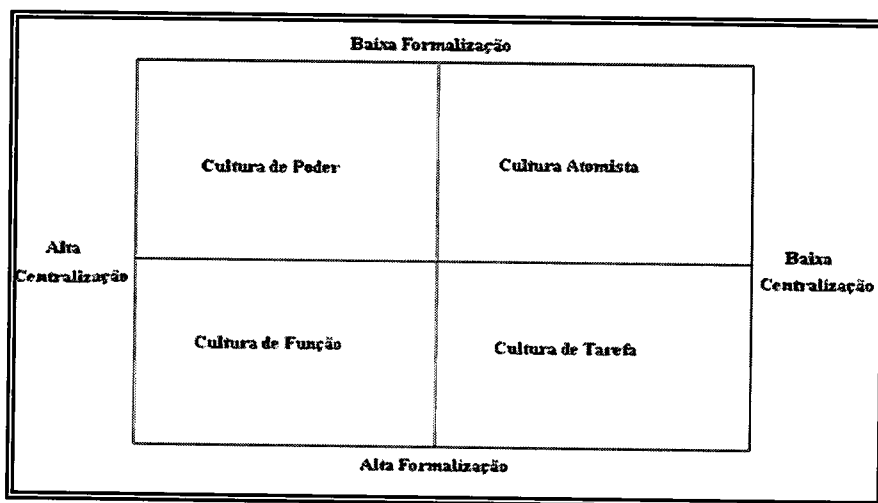 Baixa Formalização
Cultura de Poder
Cultura Atomista
Alta
Centralização
Baixa
Centralização
Cultura de Função
Cultura de Tarefa
Alta Formalização